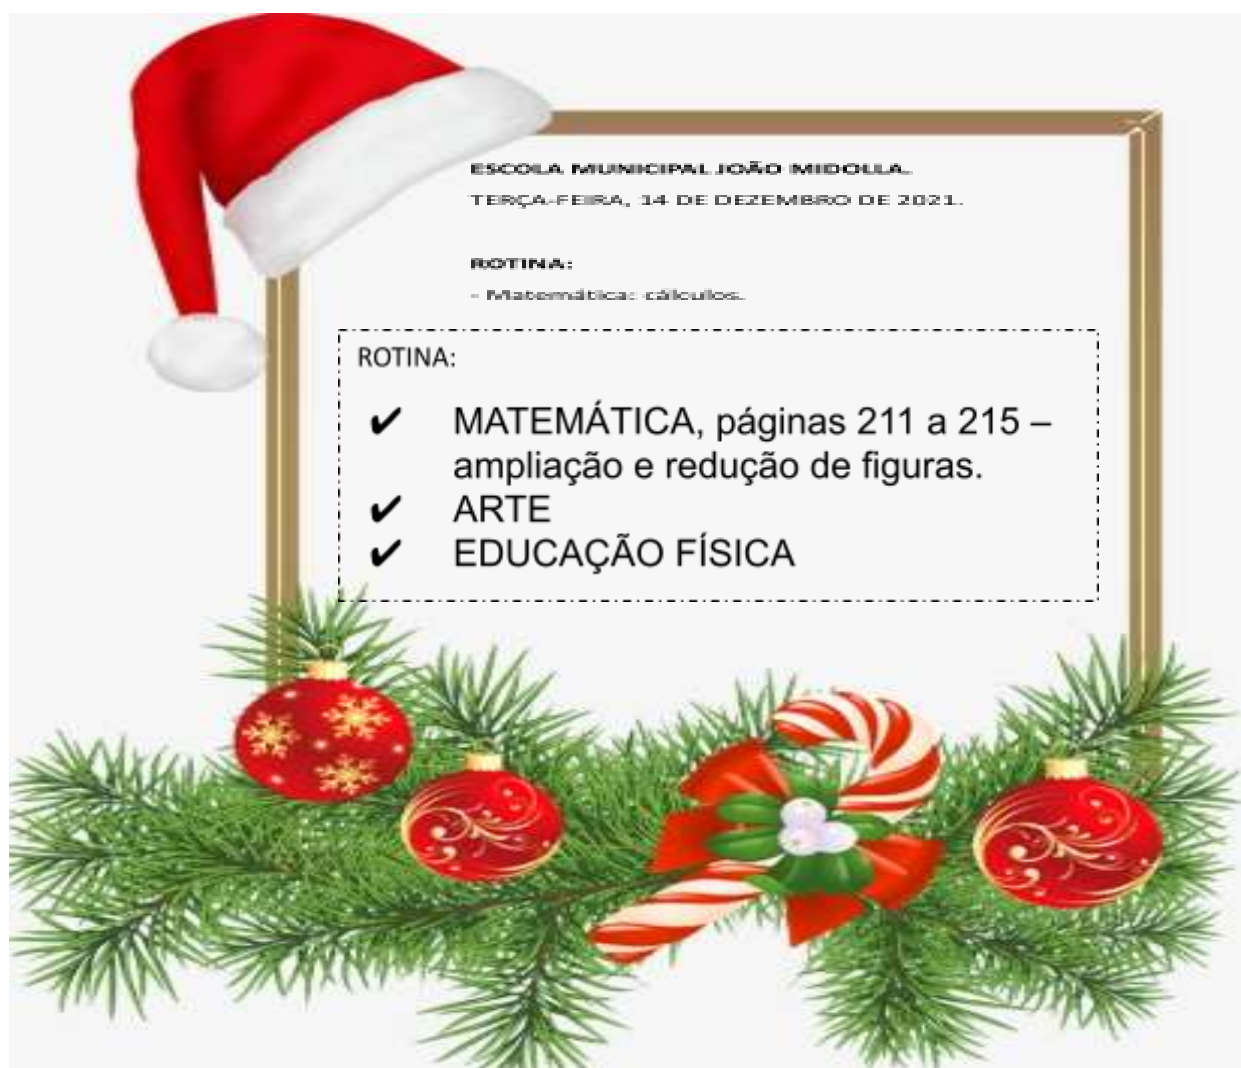 ESCOLA MUNICIPAL JOÃO MIDOLLA.
TERÇA-FEIRA, 14 DE DEZEMBRO DE 2021.
ROTINA:
- Matemática: cálculos.
ROTINA:
✔ MATEMÁTICA, páginas 211 a 215 –
ampliação e redução de figuras.
✔ ARTE
✔ EDUCAÇÃO FÍSICA